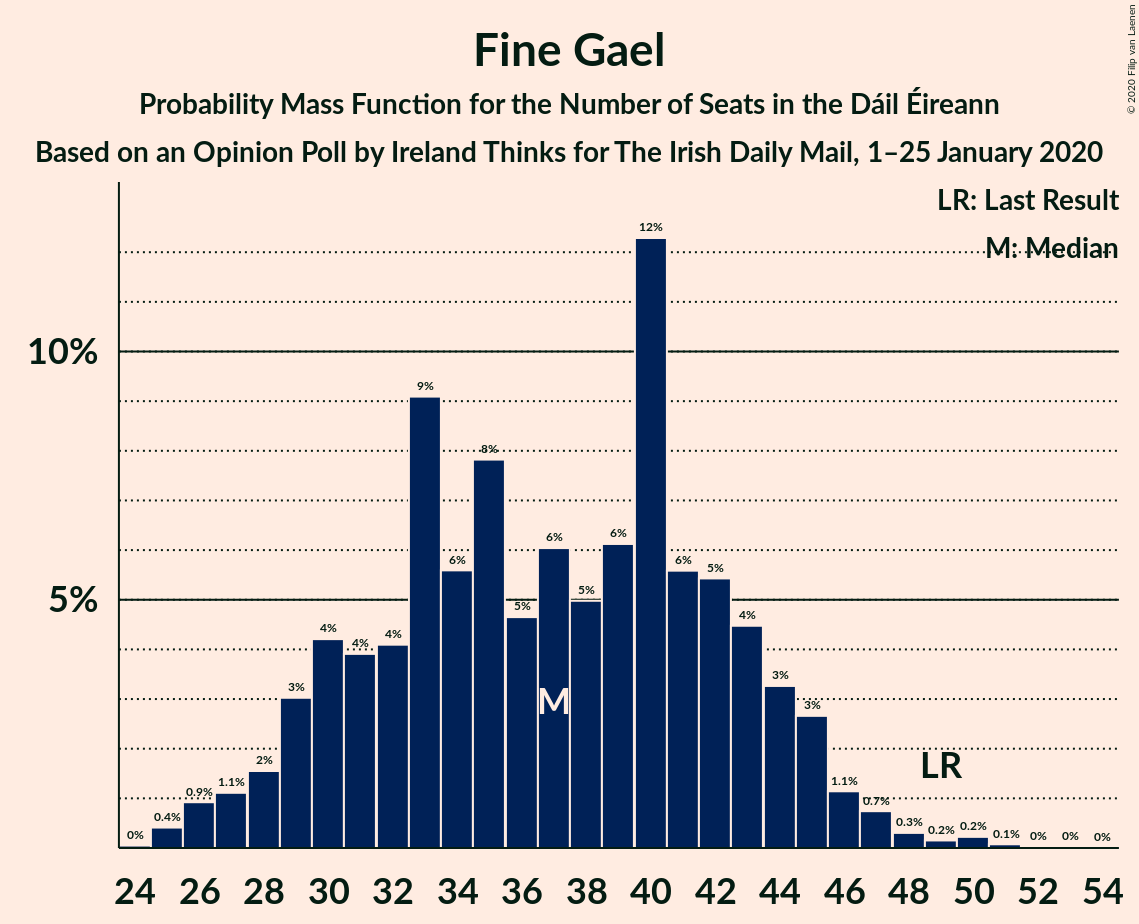 Fine Gael
Probability Mass Function for the Number of Seats in the Dáil Éireann
Based on an Opinion Poll by Ireland Thinks for The Irish Daily Mail, 1–25 January 2020
© 2020 Filip van Laenen
LR: Last Result
M: Median
10%
5%
0% 0.4% 0.9% 1.1% 2% 3% 4% 4% 4% 9% 6% 8% 5% 6% 5% 6% 12% 6% 5% 4% 3% 3% 1.1% 0.7% 0.3% 0.2% 0.2% 0.1% 0% 0% 0%
M
LR
24 26 28 30 32 34 36 38 40 42 44 46 48 50 52 54